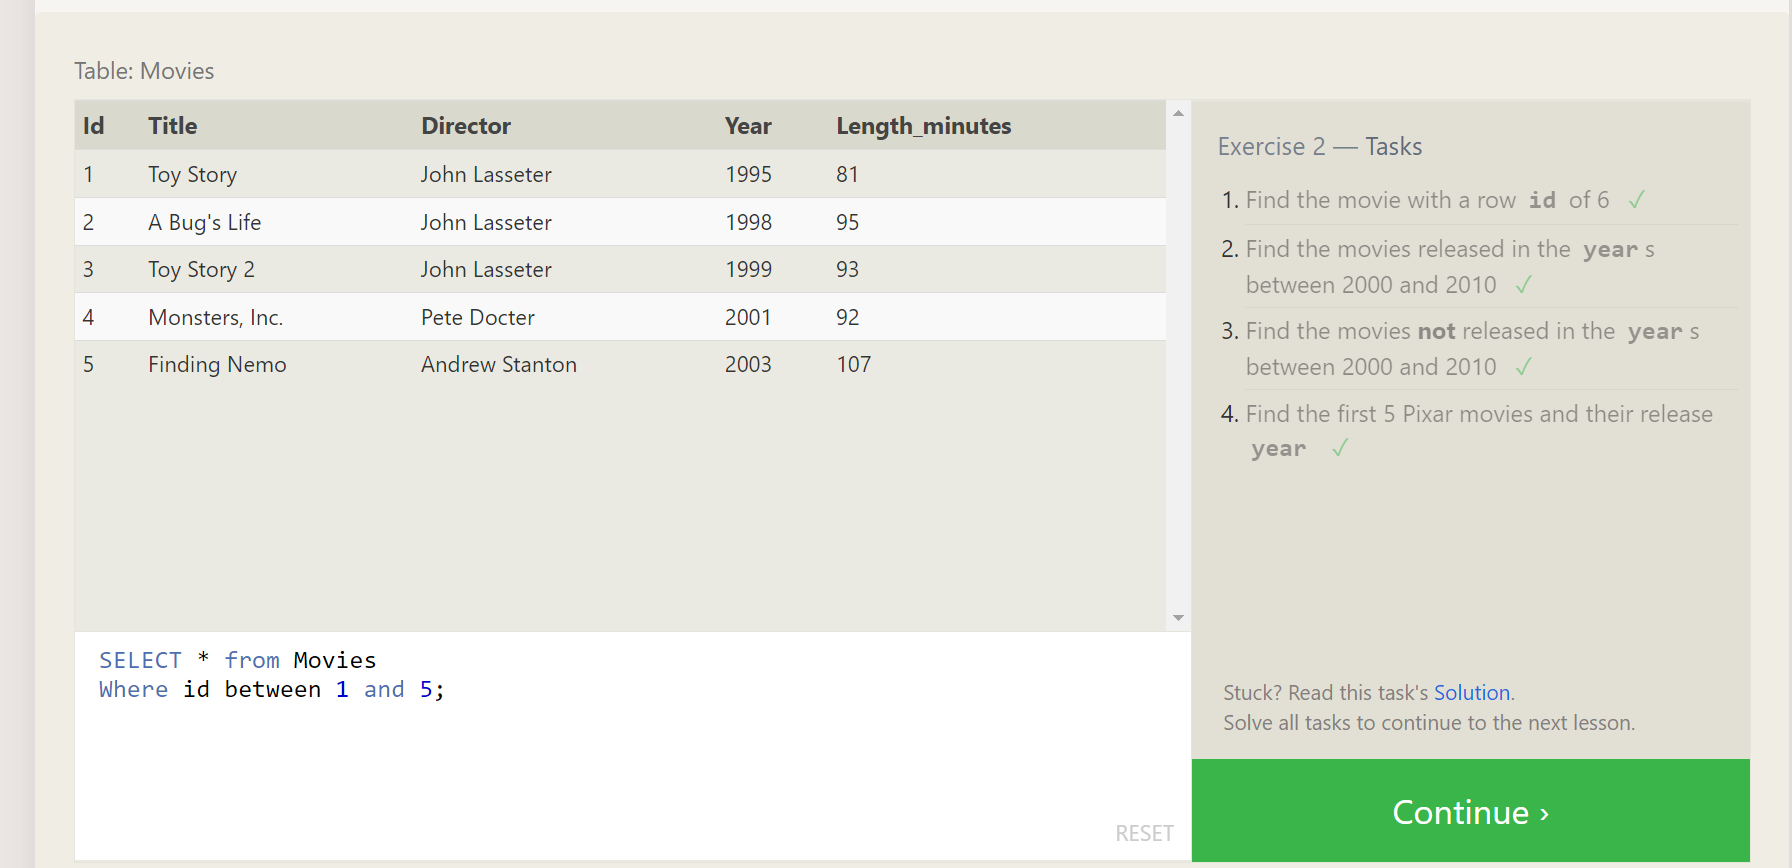 Table: Movies
Id Title Director Year Length_minutes
1 Toy Story John Lasseter 1995 81
2 A Bug's Life John Lasseter 1998 95
3 Toy Story 2 John Lasseter 1999 93
4 Monsters, Inc. Pete Docter 2001 92
5 Finding Nemo Andrew Stanton 2003 107
SELECT * from Movies
Where id between 1 and 5;
RESET
Exercise 2 — Tasks
1. Find the movie with a row id of 6 ✓
2. Find the movies released in the year s
between 2000 and 2010 ✓
3. Find the movies not released in the year s
between 2000 and 2010 ✓
4. Find the first 5 Pixar movies and their release
year ✓
Stuck? Read this task's Solution.
Solve all tasks to continue to the next lesson.
Continue ›